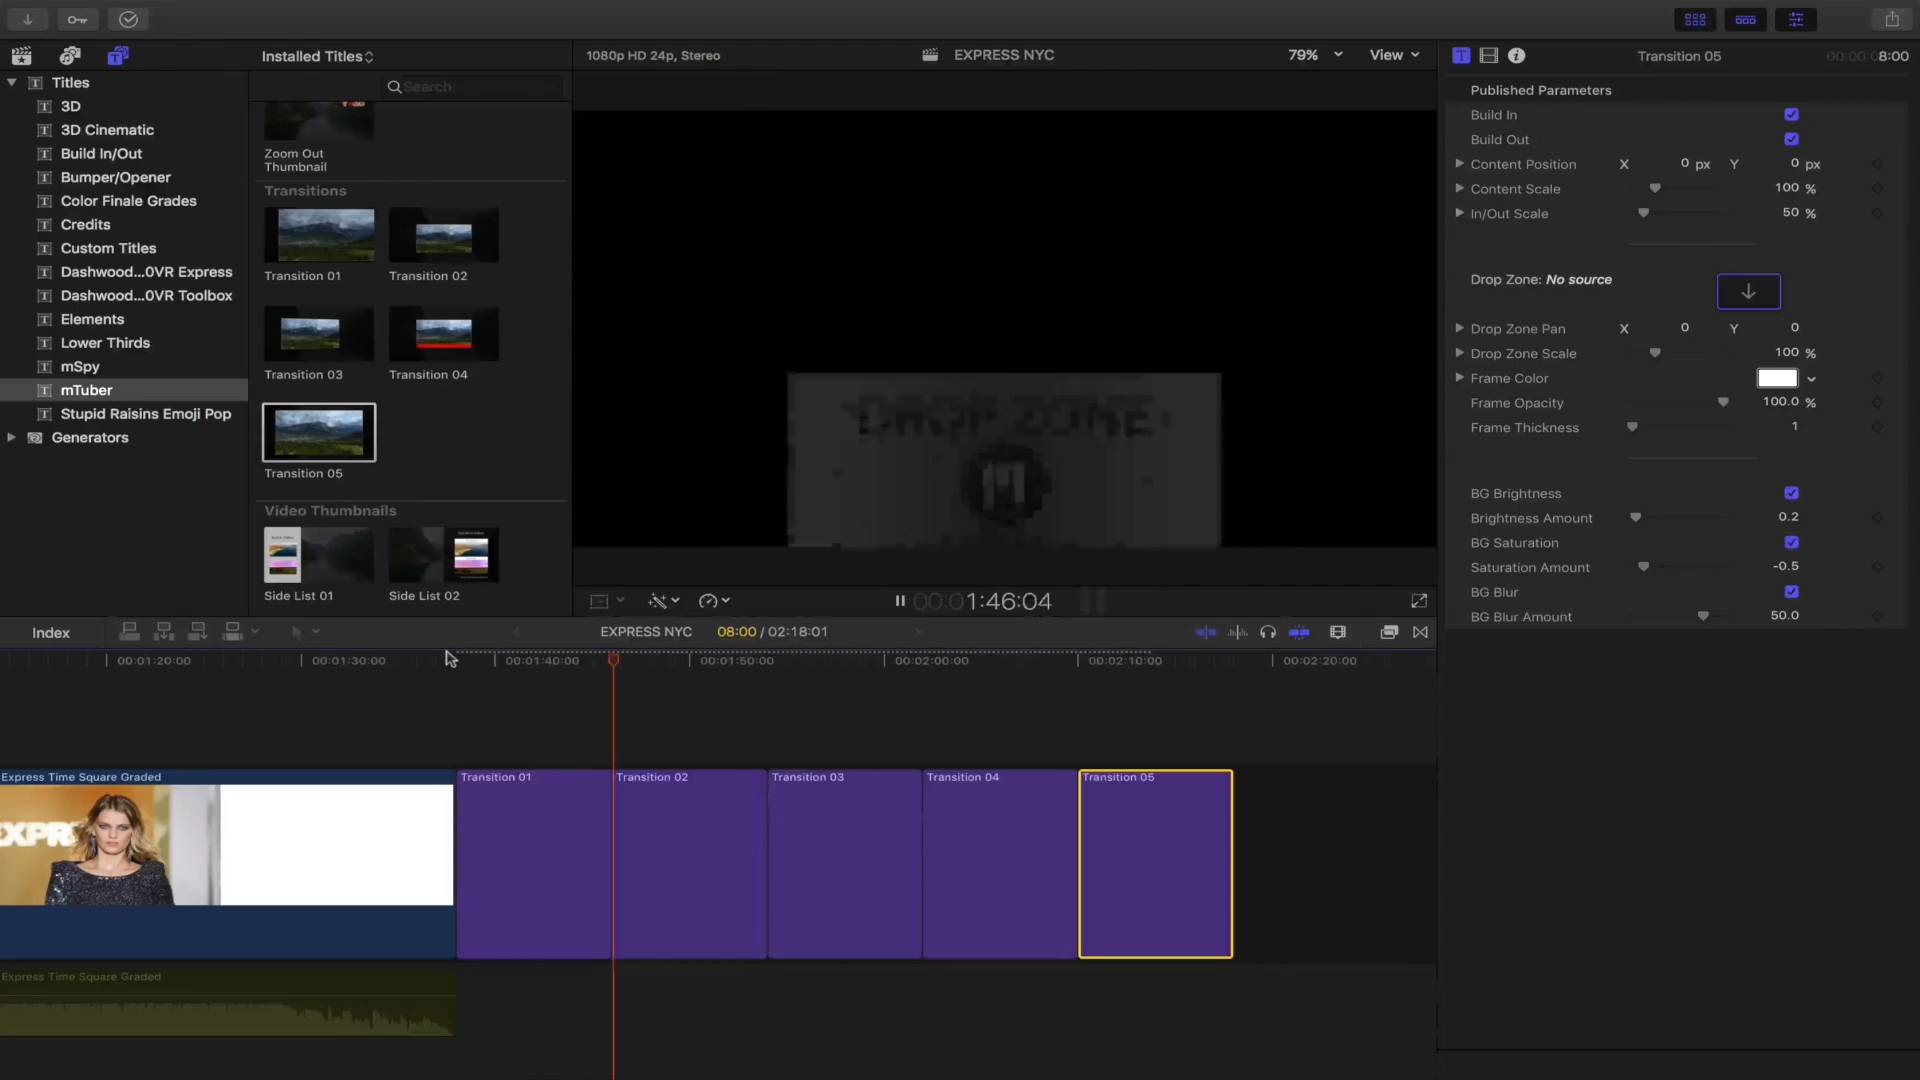 Installed Titles
1080p HD 24p, Stereo
EXPRESS NYC
79%
View
Transition 05
00:00:08:00
Titles
3D
3D Cinematic
Build In/Out
Bumper/Opener
Color Finale Grades
Credits
Custom Titles
Dashwood...0VR Express
Dashwood...0VR Toolbox
Elements
Lower Thirds
mSpy
mTuber
Stupid Raisins Emoji Pop
Generators
Search
Zoom Out
Thumbnail
Transitions
Transition 01
Transition 02
Transition 03
Transition 04
Transition 05
Video Thumbnails
Side List 01
Side List 02
DROP ZONE
00:01:46:04
Published Parameters
Build In
Build Out
Content Position X 0 px Y 0 px
Content Scale 100 %
In/Out Scale 50 %
Drop Zone: No source
Drop Zone Pan X 0 Y 0
Drop Zone Scale 100 %
Frame Color
Frame Opacity 100.0 %
Frame Thickness 1
BG Brightness
Brightness Amount 0.2
BG Saturation
Saturation Amount -0.5
BG Blur
BG Blur Amount 50.0
Index
EXPRESS NYC
08:00 / 02:18:01
00:01:20:00
00:01:30:00
00:01:40:00
00:01:50:00
00:02:00:00
00:02:10:00
00:02:20:00
Express Time Square Graded
Transition 01
Transition 02
Transition 03
Transition 04
Transition 05
EXPR
Express Time Square Graded